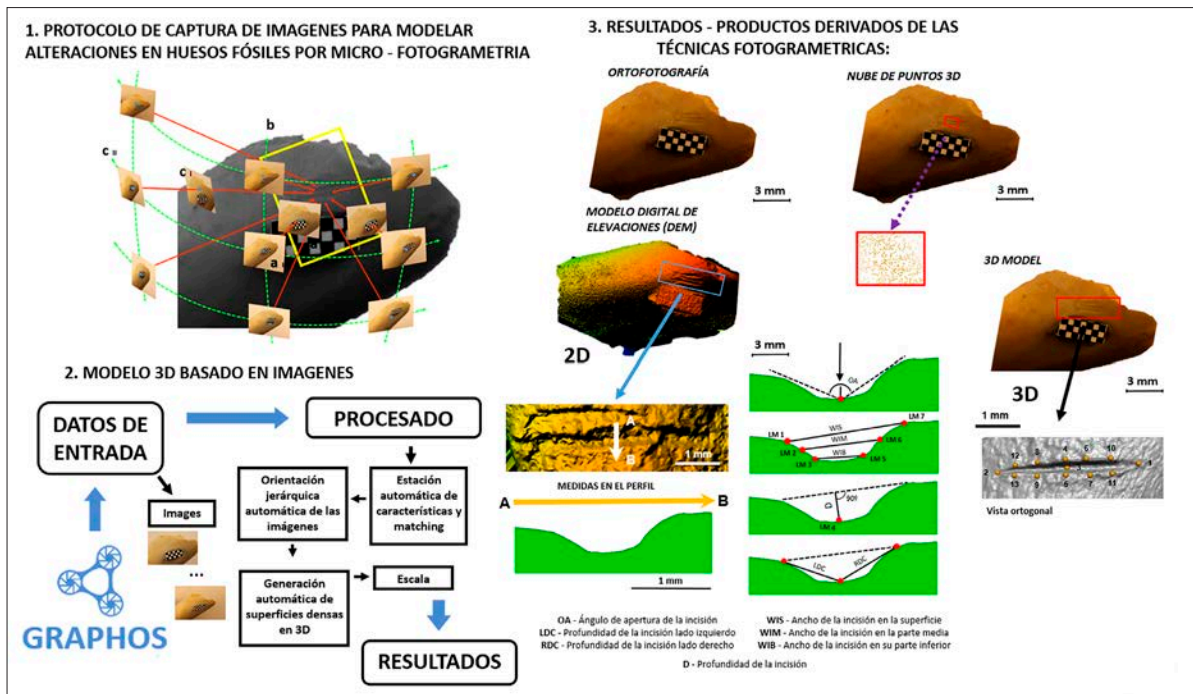 1. PROTOCOLO DE CAPTURA DE IMAGENES PARA MODELAR
ALTERACIONES EN HUESOS FÓSILES POR MICRO - FOTOGRAMETRIA
b
c II
c I
a
2. MODELO 3D BASADO EN IMAGENES
DATOS DE
ENTRADA
PROCESADO
Images
...
Orientación
jerárquica
automática de las
imágenes
Estación
automática de
características y
matching
Generación
automática de
superficies densas
en 3D
Escala
GRAPHOS
RESULTADOS
3. RESULTADOS - PRODUCTOS DERIVADOS DE LAS
TÉCNICAS FOTOGRAMETRICAS:
ORTOFOTOGRAFÍA
3 mm
NUBE DE PUNTOS 3D
3 mm
MODELO DIGITAL DE
ELEVACIONES (DEM)
2D
A
B
1 mm
MEDIDAS EN EL PERFIL
A
B
1 mm
3 mm
OA
LM 1
LM 2
LM 3
WIS
WIM
WIB
LM 7
LM 6
LM 5
D
90º
LM 4
LDC
RDC
3D MODEL
3D
3 mm
1 mm
12
4
10
2
1
13
11
Vista ortogonal
OA - Ángulo de apertura de la incisión
LDC - Profundidad de la incisión lado izquierdo
RDC - Profundidad de la incisión lado derecho
WIS - Ancho de la incisión en la superficie
WIM - Ancho de la incisión en la parte media
WIB - Ancho de la incisión en su parte inferior
D - Profundidad de la incisión